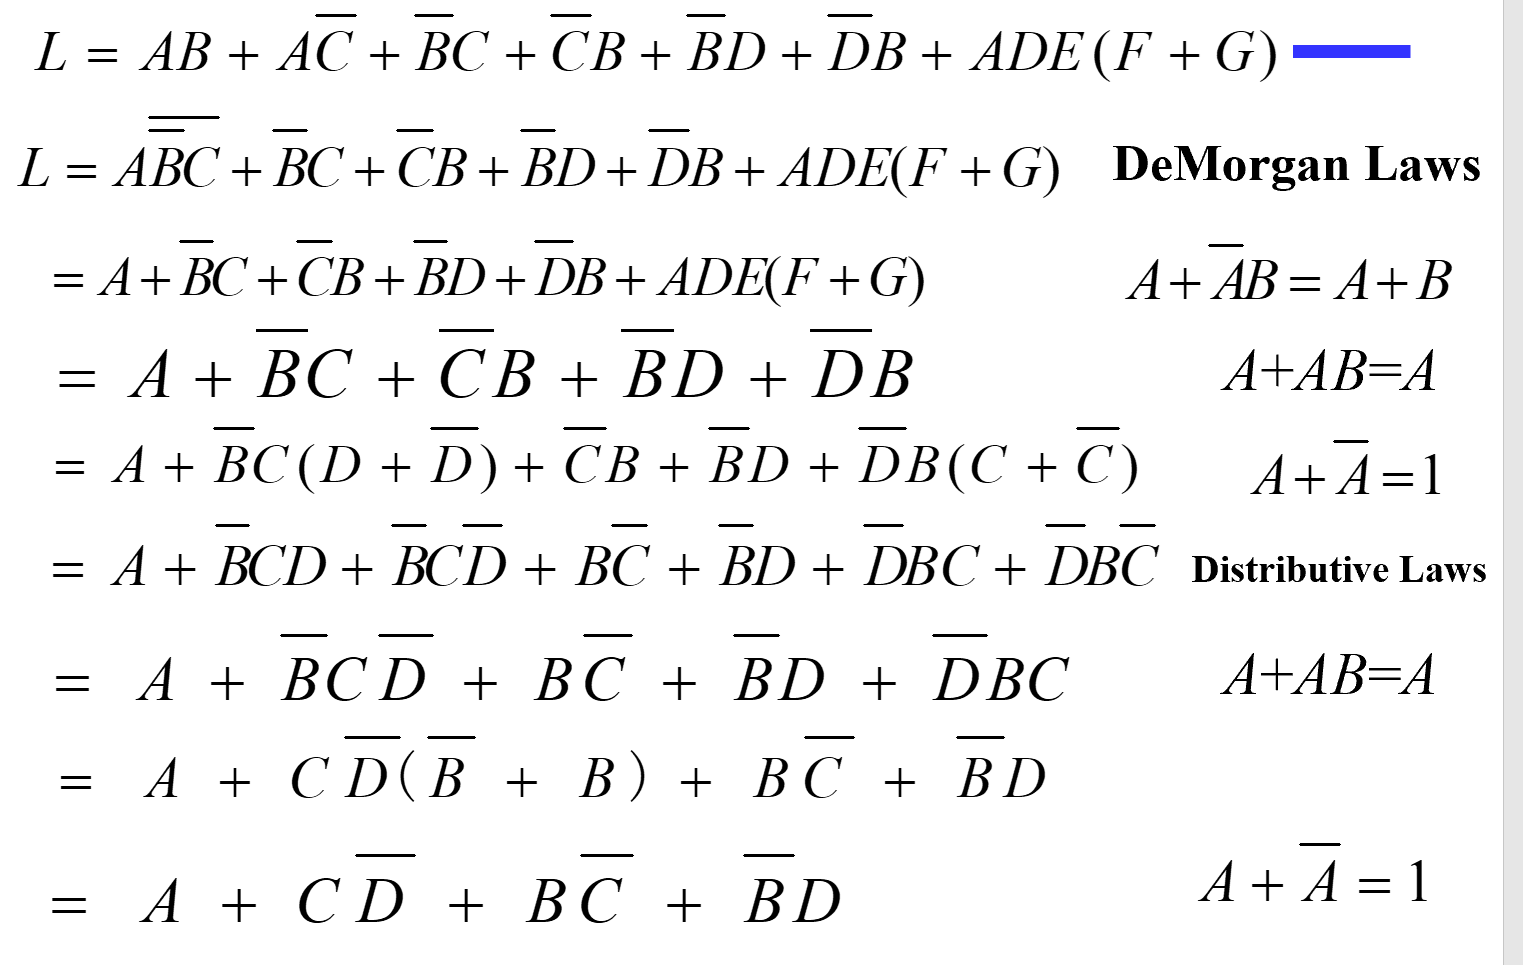 L = AB + AC̅ + B̅C + C̅B + B̅D + D̅B + ADE(F + G)
L = A\overline{B̅C} + B̅C + C̅B + B̅D + D̅B + ADE(F + G) DeMorgan Laws
= A + B̅C + C̅B + B̅D + D̅B + ADE(F + G) A + A̅B = A + B
= A + B̅C + C̅B + B̅D + D̅B A+AB=A
= A + B̅C(D + D̅) + C̅B + B̅D + D̅B(C + C̅) A + A̅ = 1
= A + B̅CD + B̅CD̅ + BC̅ + B̅D + D̅BC + D̅BC̅ Distributive Laws
= A + B̅CD̅ + BC̅ + B̅D + D̅BC A+AB=A
= A + CD̅(B̅ + B) + BC̅ + B̅D
= A + CD̅ + BC̅ + B̅D A + A̅ = 1